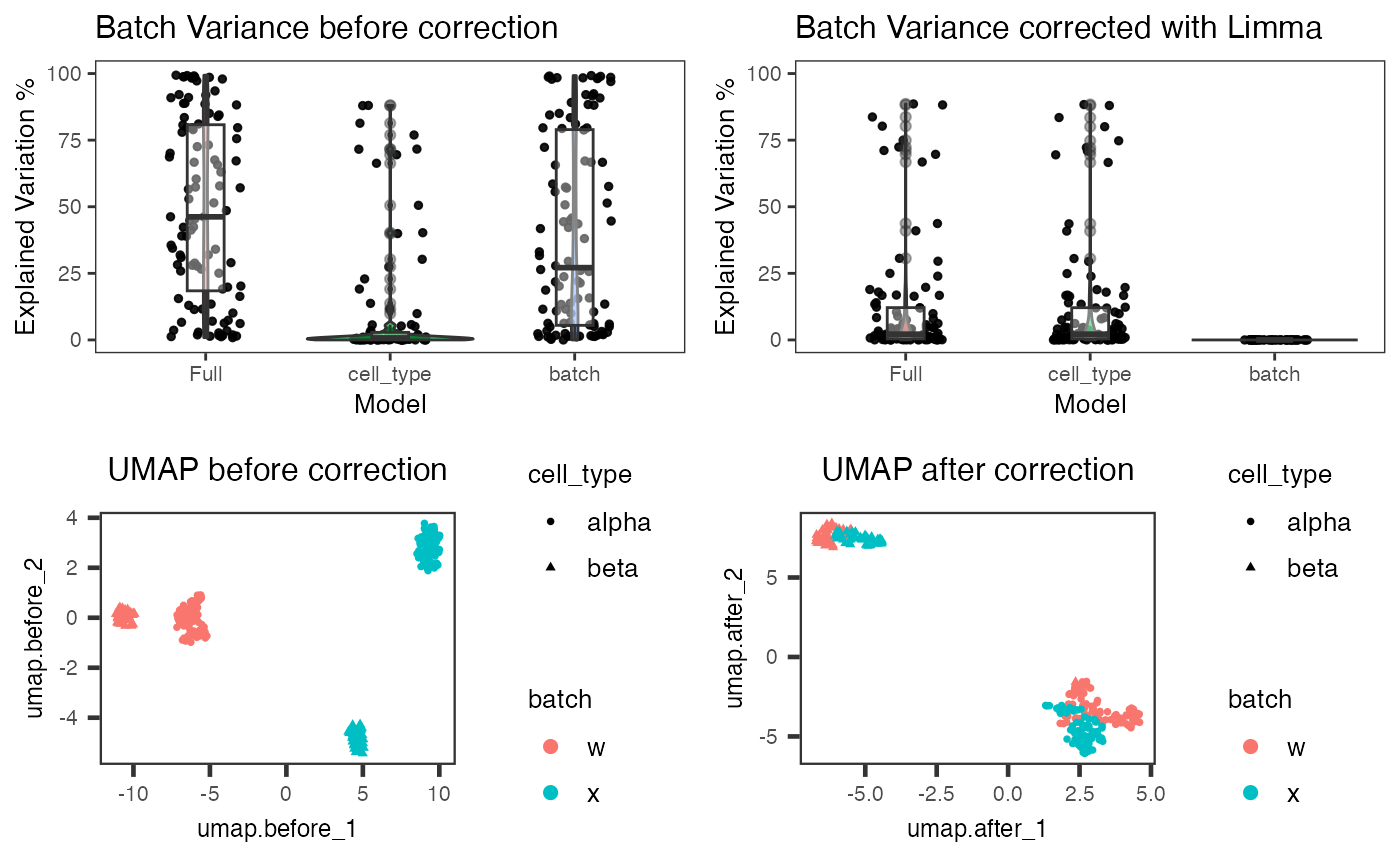 Batch Variance before correction
Explained Variation %
100
75
50
25
0
Full cell_type batch
Model
Batch Variance corrected with Limma
Explained Variation %
100
75
50
25
0
Full cell_type batch
Model
UMAP before correction
umap.before_2
4
2
0
-2
-4
-10 -5 0 5 10
umap.before_1
cell_type
alpha
beta
batch
w
x
UMAP after correction
umap.after_2
5
0
-5
-5.0 -2.5 0.0 2.5 5.0
umap.after_1
cell_type
alpha
beta
batch
w
x